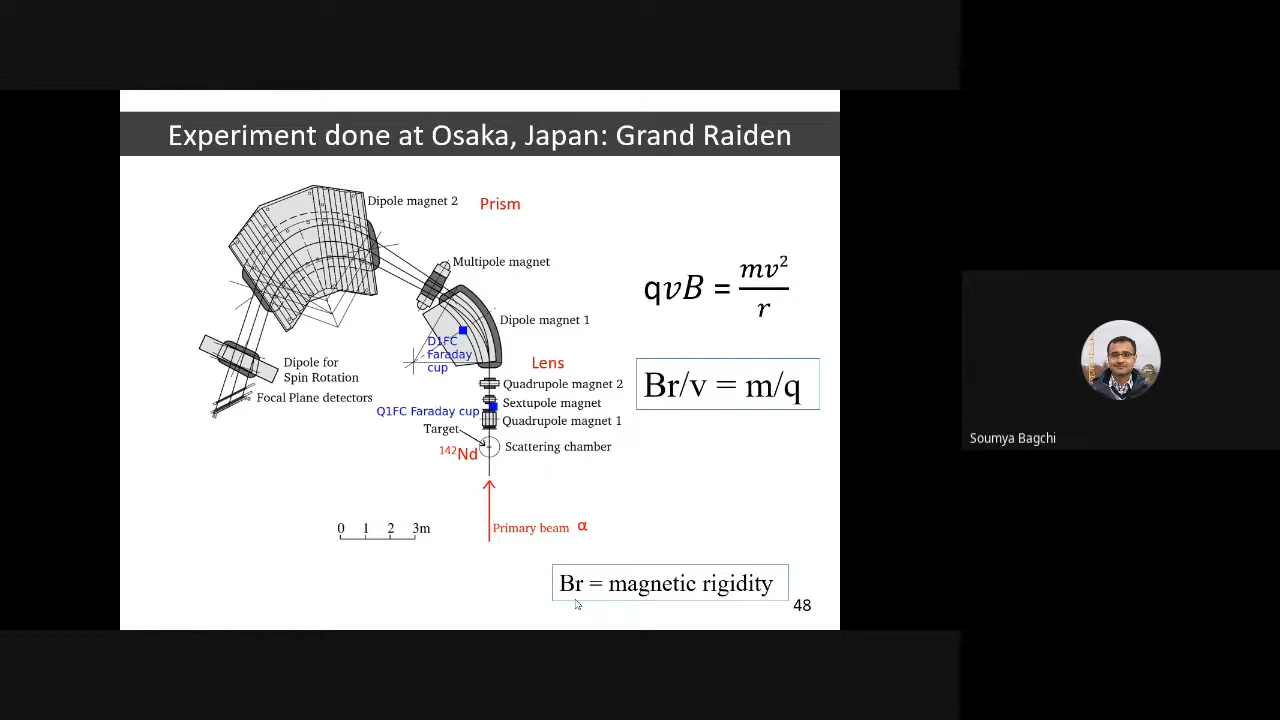 Experiment done at Osaka, Japan: Grand Raiden
Dipole magnet 2
Prism
Multipole magnet
qvB = mv²/r
Dipole magnet 1
D1FC
Faraday
cup
Lens
Dipole for
Spin Rotation
Br/v = m/q
Quadrupole magnet 2
Focal Plane detectors
Sextupole magnet
Q1FC Faraday cup
Quadrupole magnet 1
Target
Scattering chamber
¹⁴²Nd
0 1 2 3m
Primary beam α
Br = magnetic rigidity
48
Soumya Bagchi